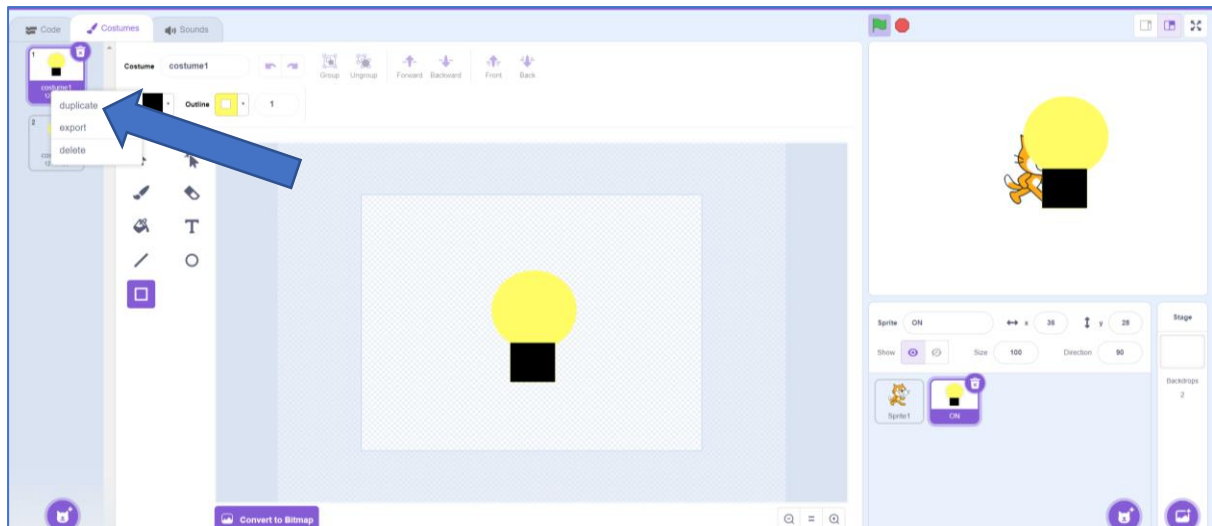 Code Costumes Sounds
1
costume1
2
duplicate
export
delete
Costume costume1
Group Ungroup Forward Backward Front Back
Outline 1
T
Convert to Bitmap
Sprite ON x 36 y 28
Show Size 100 Direction 90
Sprite1 ON
Stage
Backdrops
2